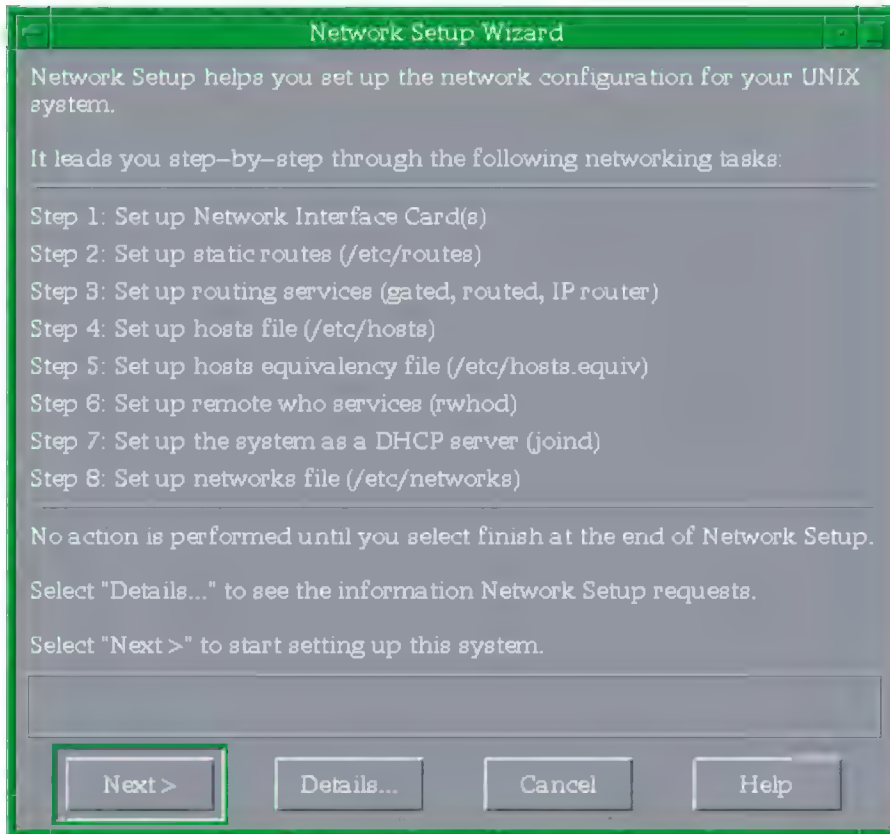 Network Setup Wizard
Network Setup helps you set up the network configuration for your UNIX
system.
It leads you step-by-step through the following networking tasks:
Step 1: Set up Network Interface Card(s)
Step 2: Set up static routes (/etc/routes)
Step 3: Set up routing services (gated, routed, IP router)
Step 4: Set up hosts file (/etc/hosts)
Step 5: Set up hosts equivalency file (/etc/hosts.equiv)
Step 6: Set up remote who services (rwhod)
Step 7: Set up the system as a DHCP server (joind)
Step 8: Set up networks file (/etc/networks)
No action is performed until you select finish at the end of Network Setup.
Select "Details..." to see the information Network Setup requests.
Select "Next >" to start setting up this system.
Next > Details... Cancel Help